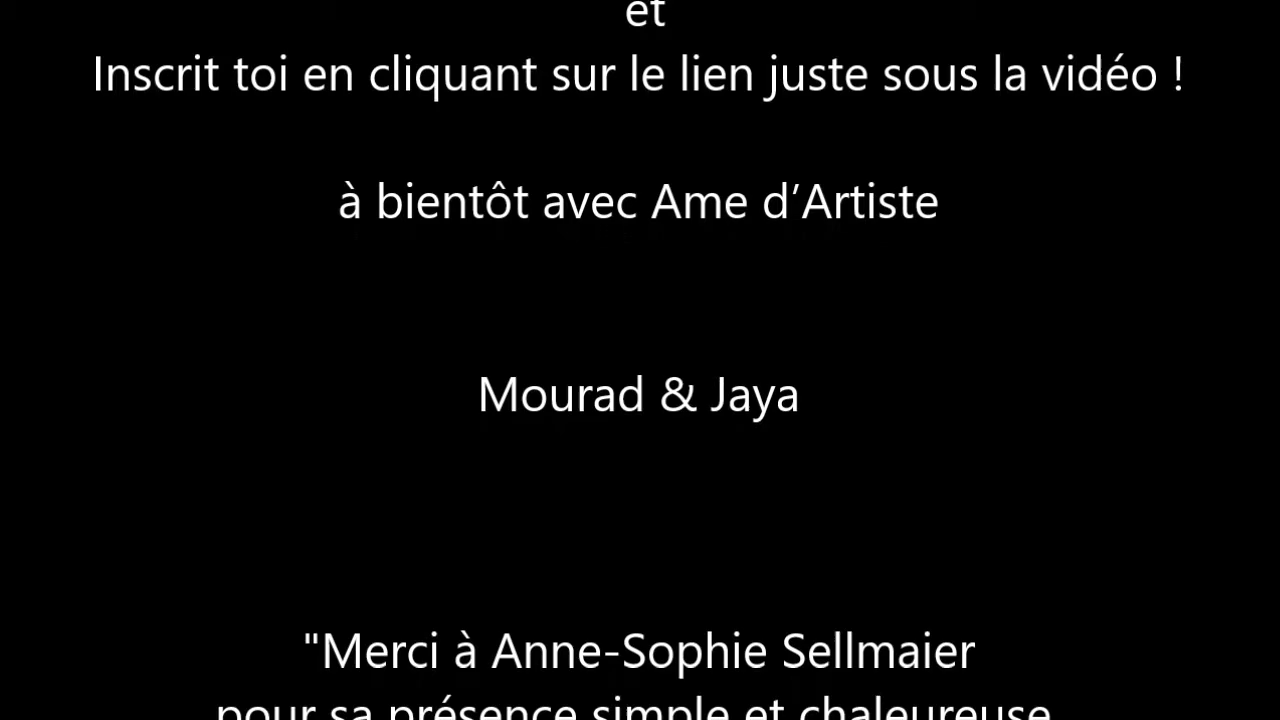 et
Inscrit toi en cliquant sur le lien juste sous la vidéo !
à bientôt avec Ame d’Artiste
Mourad & Jaya
"Merci à Anne-Sophie Sellmaier
pour sa présence simple et chaleureuse